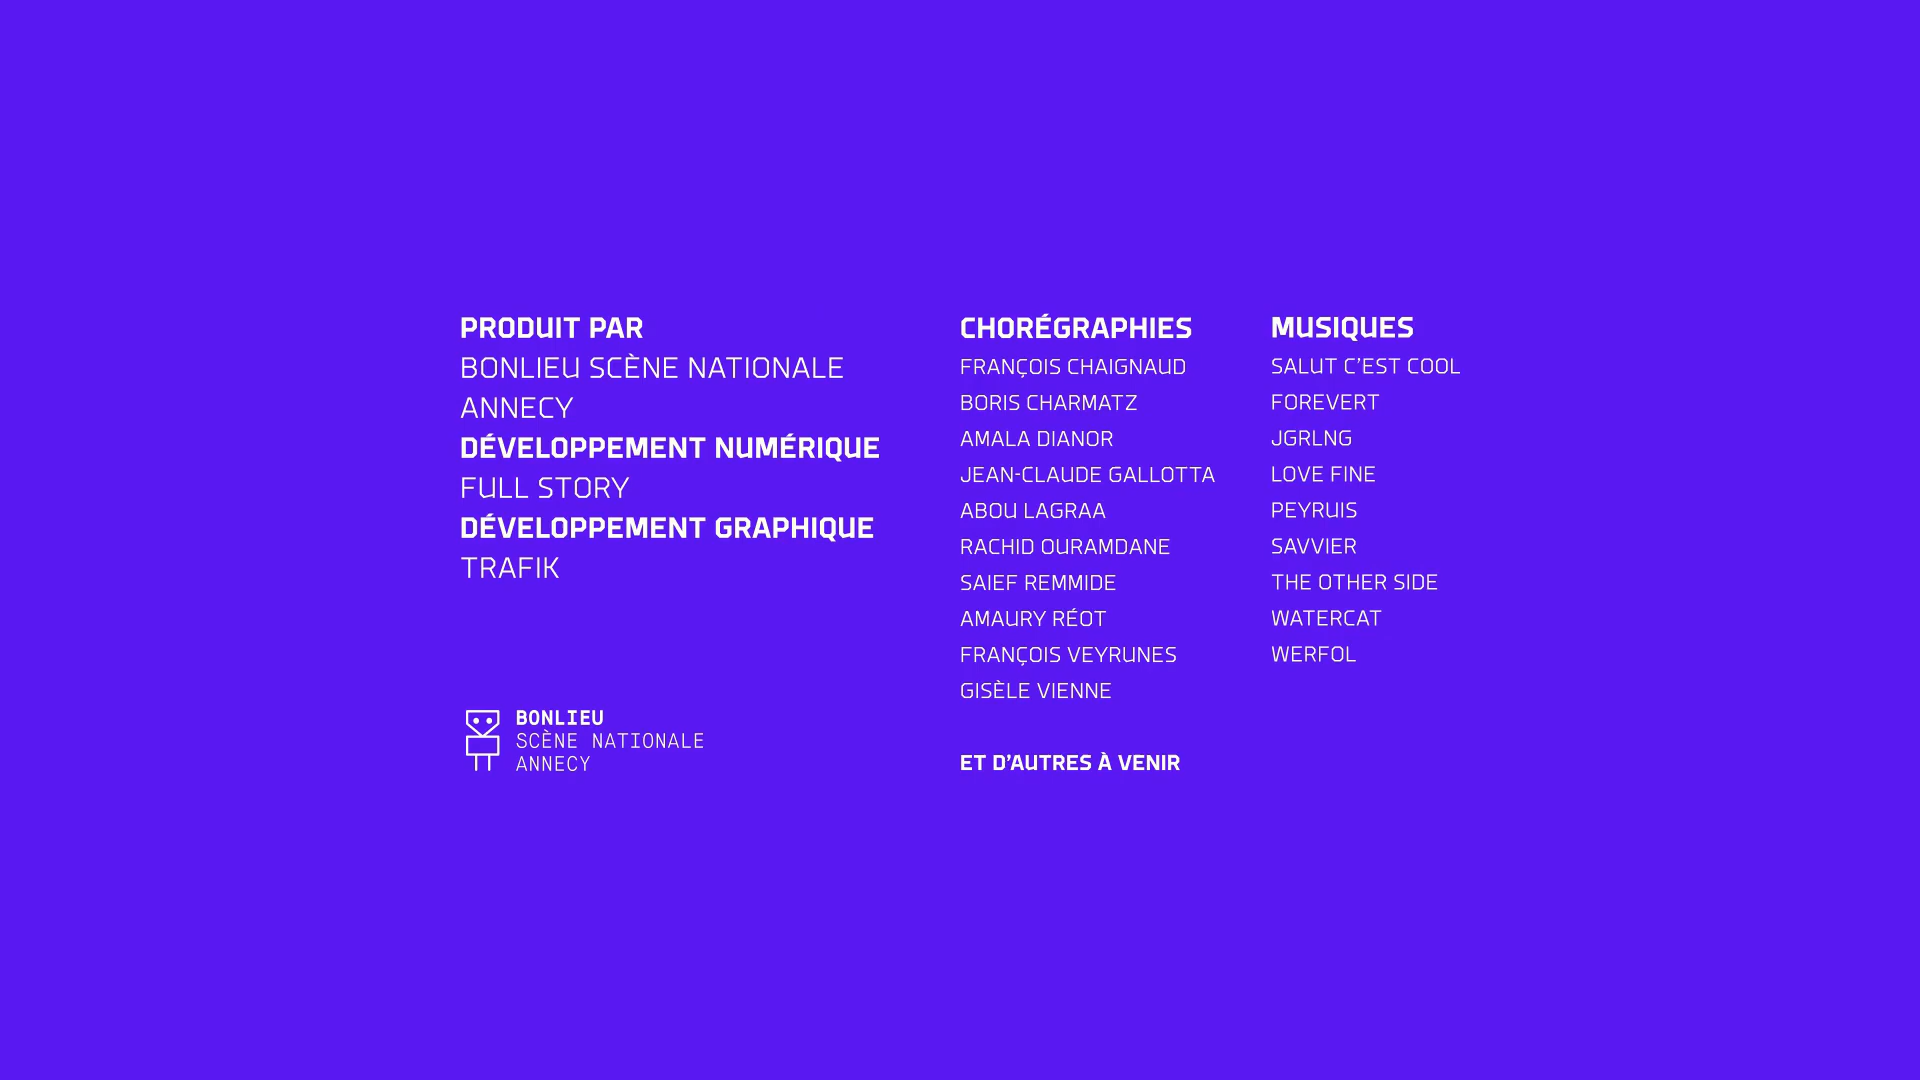 PRODUIT PAR
BONLIEU SCÈNE NATIONALE
ANNECY
DÉVELOPPEMENT NUMÉRIQUE
FULL STORY
DÉVELOPPEMENT GRAPHIQUE
TRAFIK
BONLIEU
SCÈNE NATIONALE
ANNECY
CHORÉGRAPHIES
FRANÇOIS CHAIGNAUD
BORIS CHARMATZ
AMALA DIANOR
JEAN-CLAUDE GALLOTTA
ABOU LAGRAA
RACHID OURAMDANE
SAIEF REMMIDE
AMAURY RÉOT
FRANÇOIS VEYRUNES
GISÈLE VIENNE
ET D’AUTRES À VENIR
MUSIQUES
SALUT C’EST COOL
FOREVERT
JGRLNG
LOVE FINE
PEYRUIS
SAVVIER
THE OTHER SIDE
WATERCAT
WERFOL